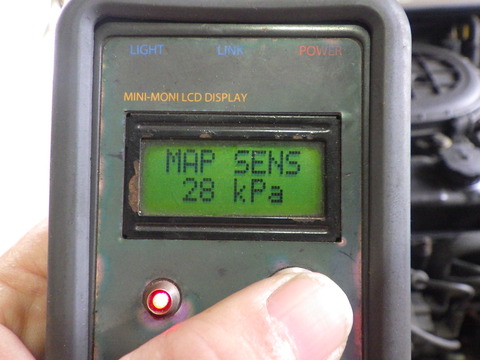 LIGHT LINK POWER
MINI-MONI LCD DISPLAY
MAP SENS
28 kPa